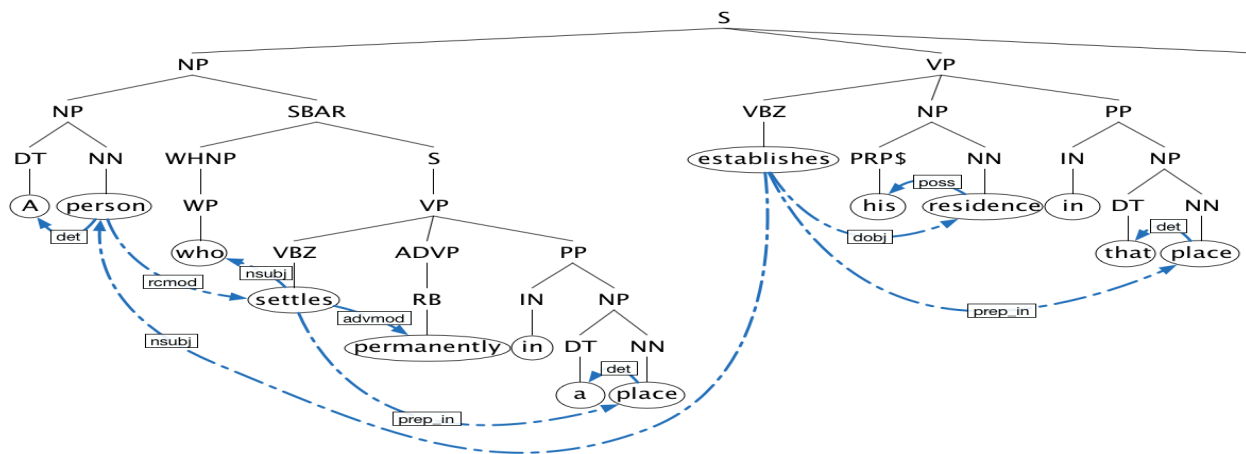 S
NP VP
NP SBAR VBZ NP PP
DT NN WHNP S establishes PRP$ NN IN NP
A person WP VP his poss residence in DT NN
det who VBZ ADVP PP dobj that det place
rcmod nsubj settles RB IN NP prep_in
nsubj advmod permanently in DT NN
a det place
prep_in